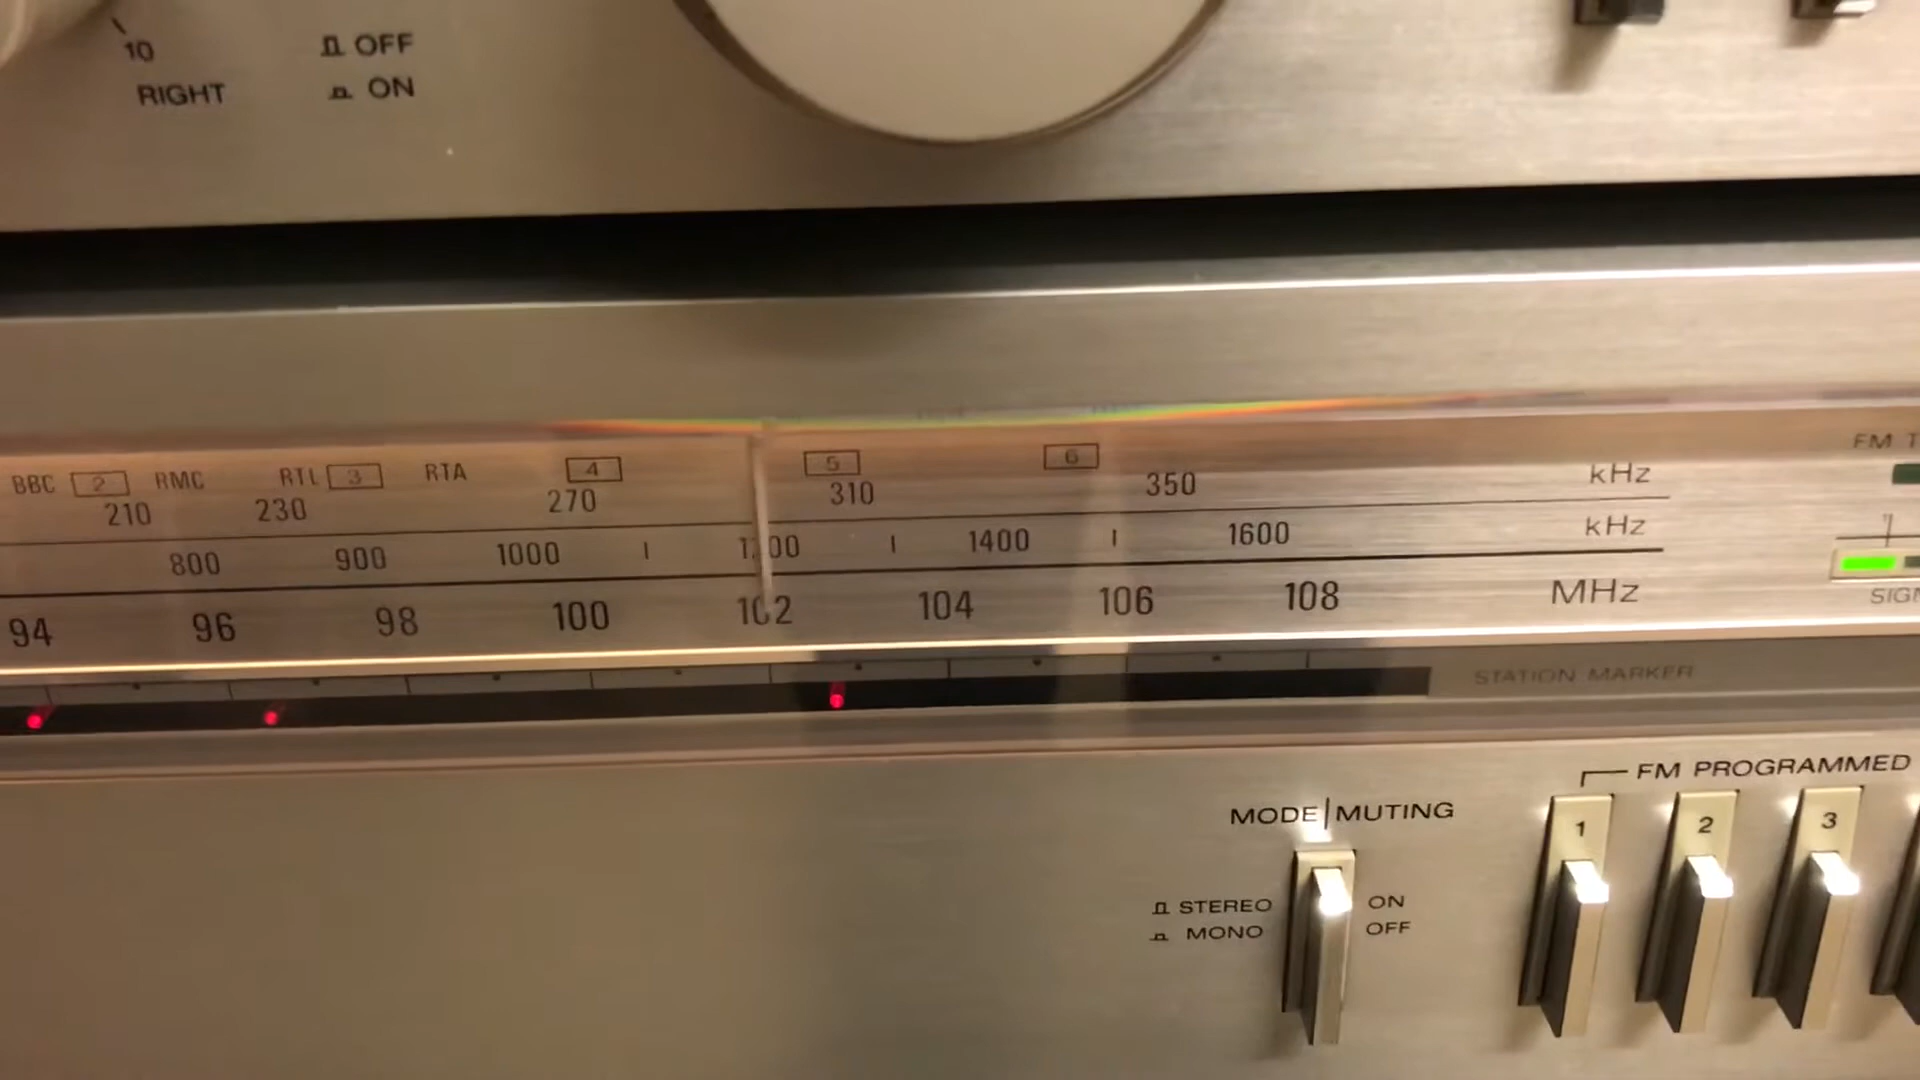 10
RIGHT
OFF
ON
BBC 2 RMC RTL 3 RTA 4 5 6
210 230 270 310 350 kHz
800 900 1000 1400 1600 kHz
94 96 98 100 102 104 106 108 MHz
FM
STATION MARKER
FM PROGRAMMED
MODE MUTING
1 2 3
STEREO ON
MONO OFF